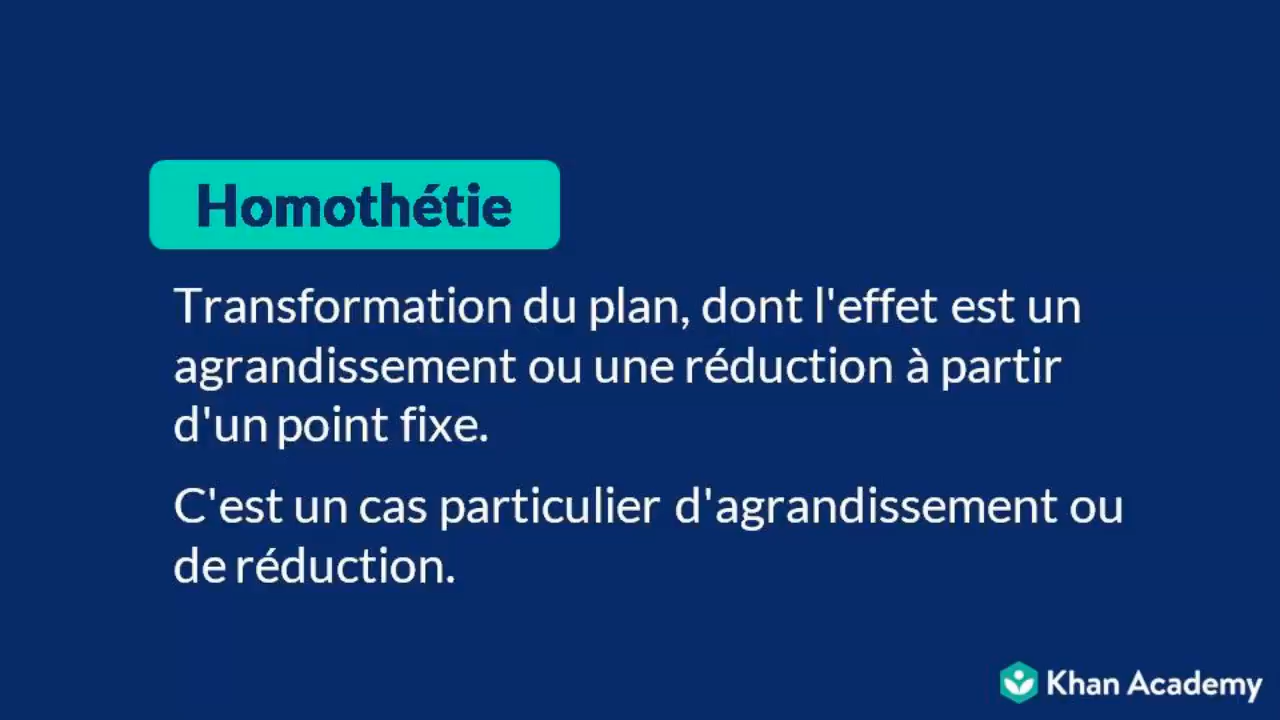 Homothétie
Transformation du plan, dont l'effet est un
agrandissement ou une réduction à partir
d'un point fixe.
C'est un cas particulier d'agrandissement ou
de réduction.
Khan Academy